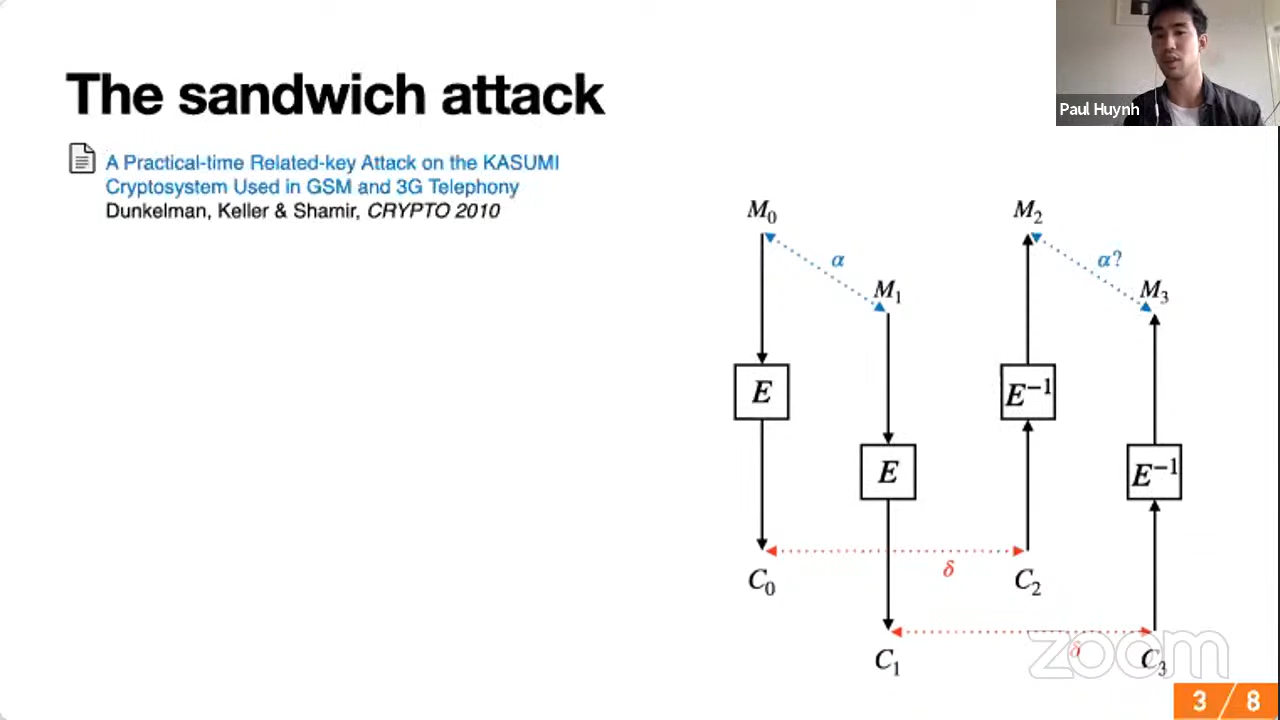 Paul Huynh
The sandwich attack
A Practical-time Related-key Attack on the KASUMI
Cryptosystem Used in GSM and 3G Telephony
Dunkelman, Keller & Shamir, CRYPTO 2010
M₀ M₂
α α?
M₁ M₃
E E⁻¹
E E⁻¹
δ
C₀ C₂
δ
C₁ C₃
zoom
3 / 8